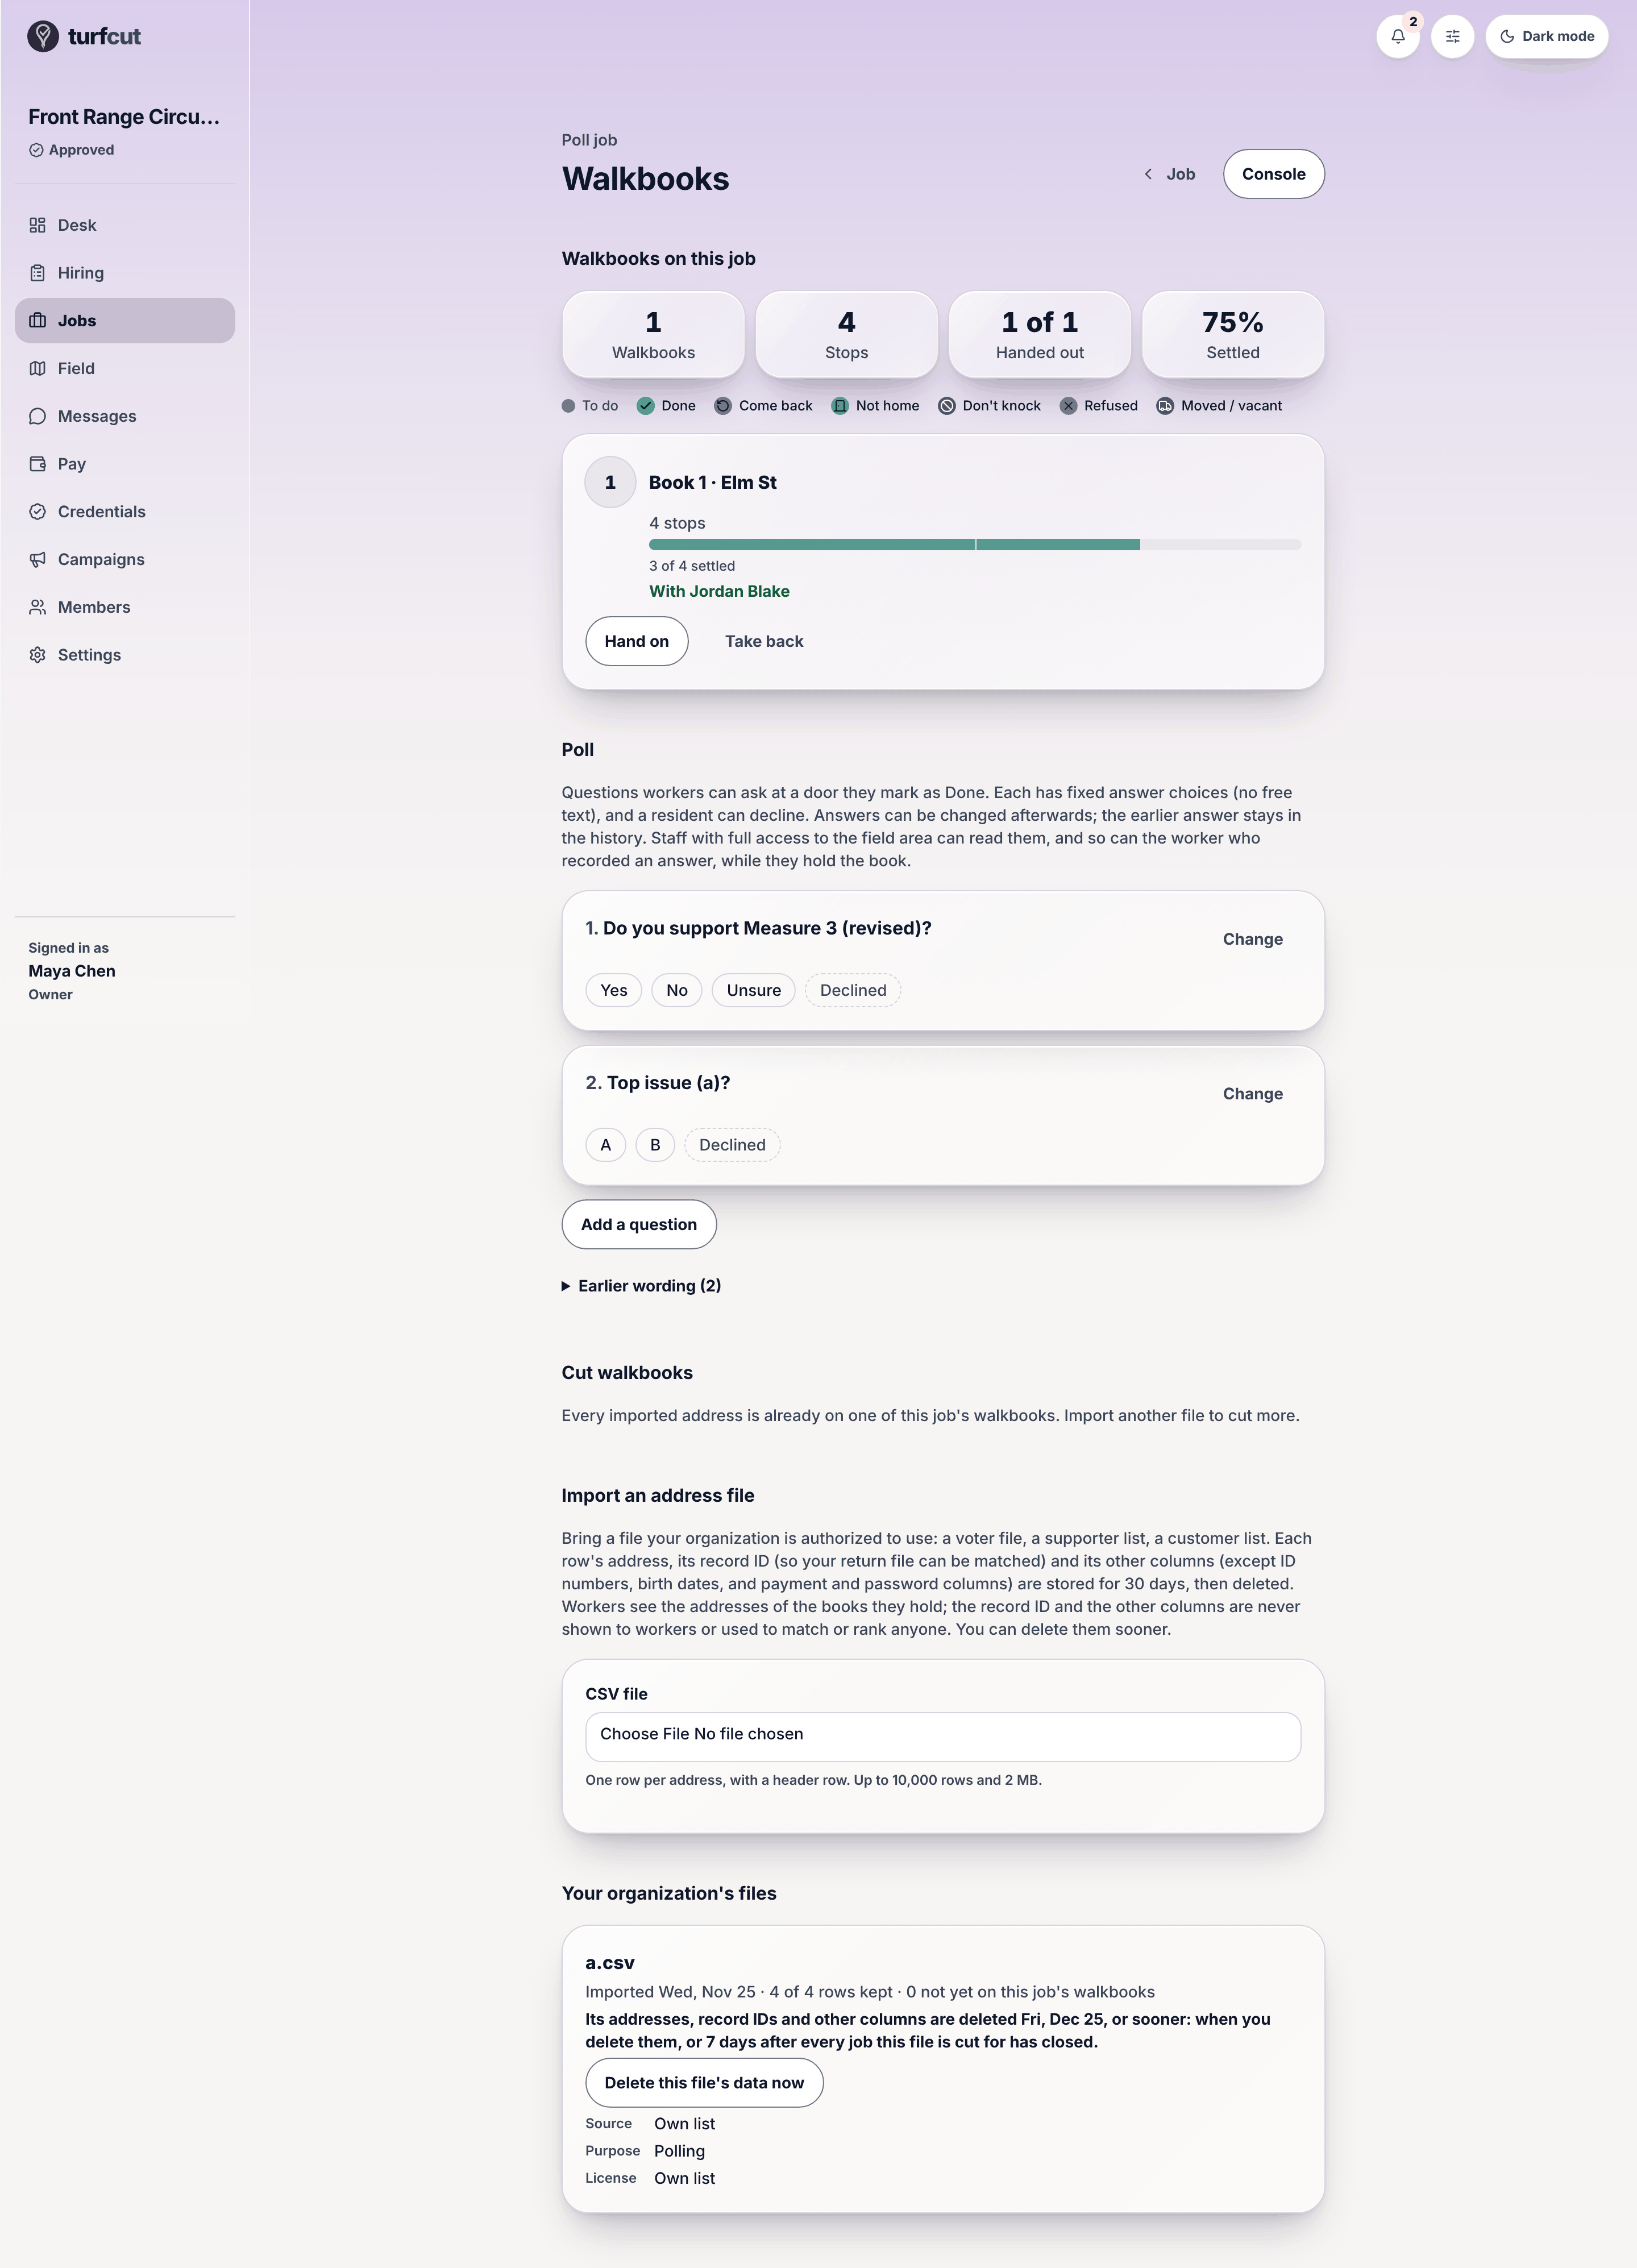 turfcut
2
Dark mode
Front Range Circu...
Approved
Desk
Hiring
Jobs
Field
Messages
Pay
Credentials
Campaigns
Members
Settings
Signed in as
Maya Chen
Owner
Poll job
Walkbooks
Job
Console
Walkbooks on this job
1
Walkbooks
4
Stops
1 of 1
Handed out
75%
Settled
To do
Done
Come back
Not home
Don't knock
Refused
Moved / vacant
1
Book 1 · Elm St
4 stops
3 of 4 settled
With Jordan Blake
Hand on
Take back
Poll
Questions workers can ask at a door they mark as Done. Each has fixed answer choices (no free
text), and a resident can decline. Answers can be changed afterwards; the earlier answer stays in
the history. Staff with full access to the field area can read them, and so can the worker who
recorded an answer, while they hold the book.
1. Do you support Measure 3 (revised)?
Change
Yes
No
Unsure
Declined
2. Top issue (a)?
Change
A
B
Declined
Add a question
Earlier wording (2)
Cut walkbooks
Every imported address is already on one of this job's walkbooks. Import another file to cut more.
Import an address file
Bring a file your organization is authorized to use: a voter file, a supporter list, a customer list. Each
row's address, its record ID (so your return file can be matched) and its other columns (except ID
numbers, birth dates, and payment and password columns) are stored for 30 days, then deleted.
Workers see the addresses of the books they hold; the record ID and the other columns are never
shown to workers or used to match or rank anyone. You can delete them sooner.
CSV file
Choose File No file chosen
One row per address, with a header row. Up to 10,000 rows and 2 MB.
Your organization's files
a.csv
Imported Wed, Nov 25 · 4 of 4 rows kept · 0 not yet on this job's walkbooks
Its addresses, record IDs and other columns are deleted Fri, Dec 25, or sooner: when you
delete them, or 7 days after every job this file is cut for has closed.
Delete this file's data now
Source Own list
Purpose Polling
License Own list